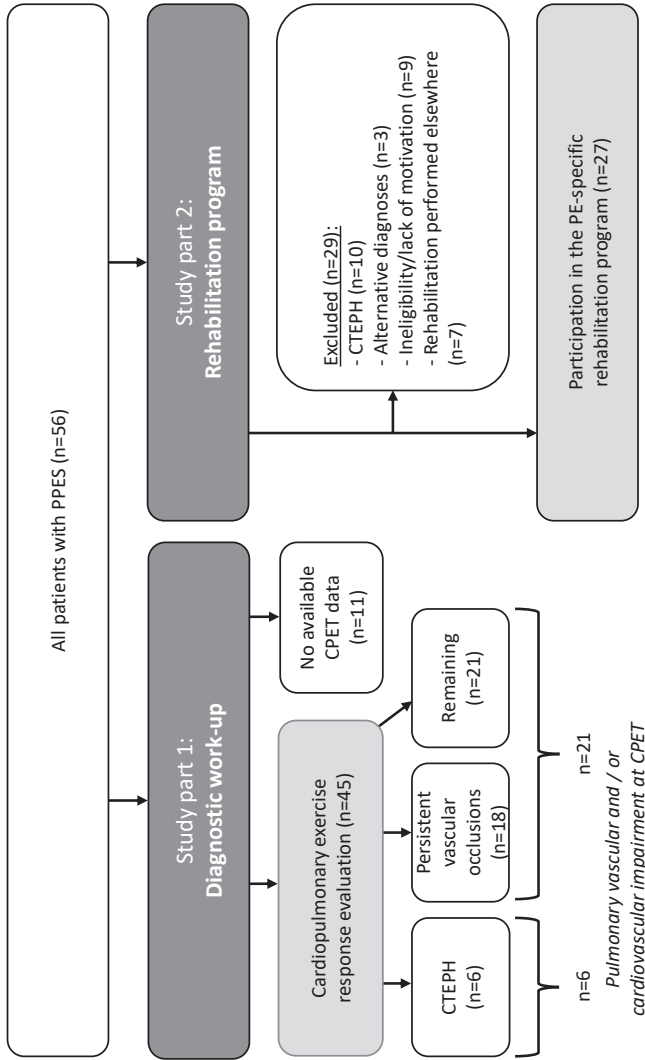 All patients with PPES (n=56)
Study part 1:
Diagnostic work-up
Cardiopulmonary exercise
response evaluation (n=45)
No available
CPET data
(n=11)
CTEPH
(n=6)
Persistent
vascular
occlusions
(n=18)
Remaining
(n=21)
n=6
n=21
Pulmonary vascular and / or
cardiovascular impairment at CPET
Study part 2:
Rehabilitation program
Excluded (n=29):
- CTEPH (n=10)
- Alternative diagnoses (n=3)
- Ineligibility/lack of motivation (n=9)
- Rehabilitation performed elsewhere
(n=7)
Participation in the PE-specific
rehabilitation program (n=27)